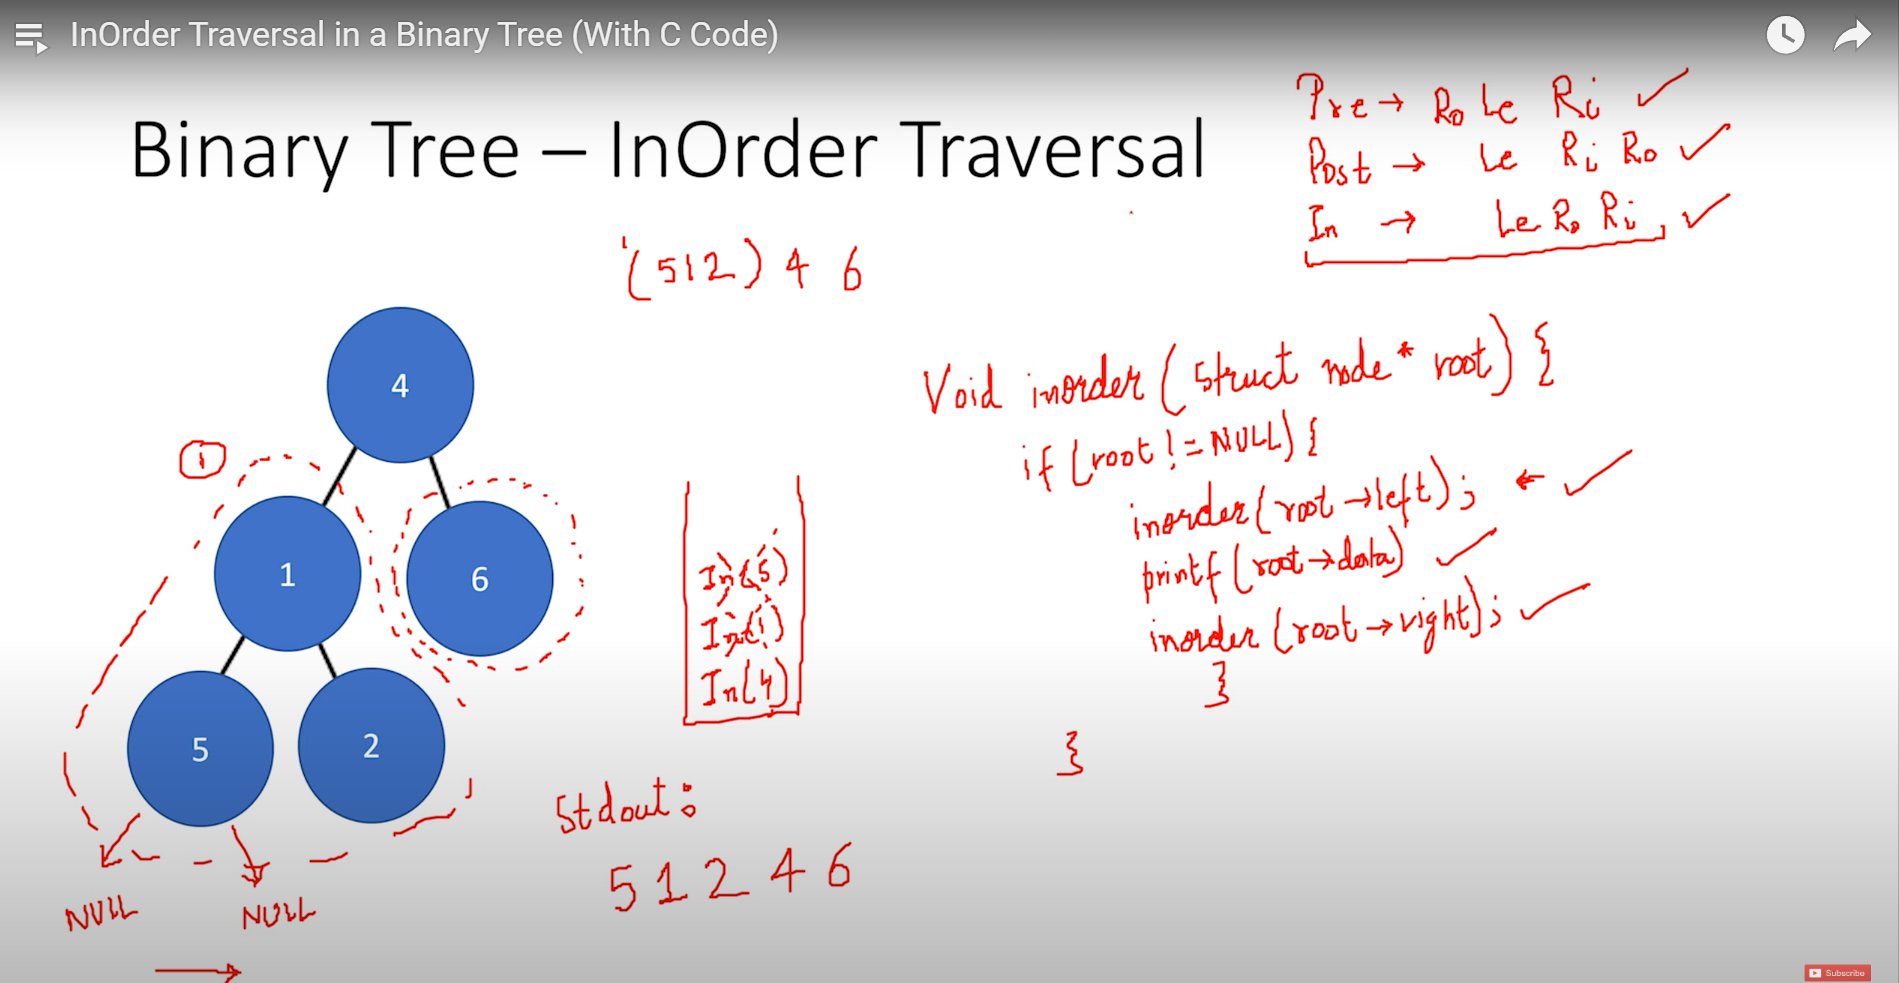 InOrder Traversal in a Binary Tree (With C Code)
Binary Tree – InOrder Traversal
Pre → Ro Le Ri ✓
Post → Le Ri Ro ✓
In → Le Ro Ri ✓
(512) 4 6
4
1
1
6
5
2
NULL
NULL
In(5)
In(1)
In(4)
Stdout:
5 1 2 4 6
Void inorder (struct node* root) {
if (root != NULL) {
inorder (root → left); ← ✓
printf (root → data) ✓
inorder (root → right); ✓
}
}
Subscribe